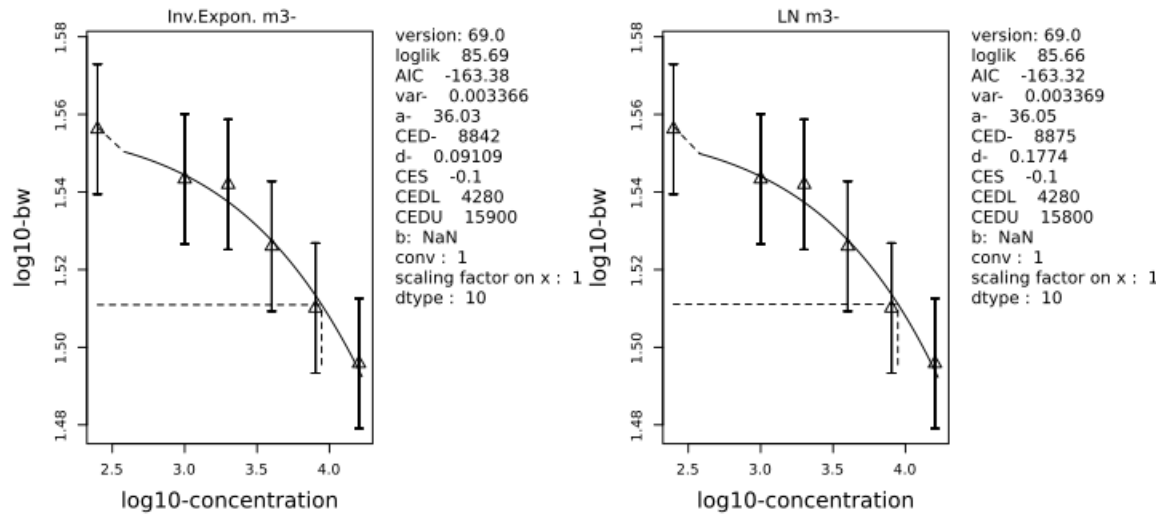 Inv.Expon. m3-
log10-bw
1.58
1.56
1.54
1.52
1.50
1.48
2.5 3.0 3.5 4.0
log10-concentration
version: 69.0
loglik 85.69
AIC -163.38
var- 0.003366
a- 36.03
CED- 8842
d- 0.09109
CES -0.1
CEDL 4280
CEDU 15900
b: NaN
conv : 1
scaling factor on x : 1
dtype : 10
LN m3-
log10-bw
1.58
1.56
1.54
1.52
1.50
1.48
2.5 3.0 3.5 4.0
log10-concentration
version: 69.0
loglik 85.66
AIC -163.32
var- 0.003369
a- 36.05
CED- 8875
d- 0.1774
CES -0.1
CEDL 4280
CEDU 15800
b: NaN
conv : 1
scaling factor on x : 1
dtype : 10